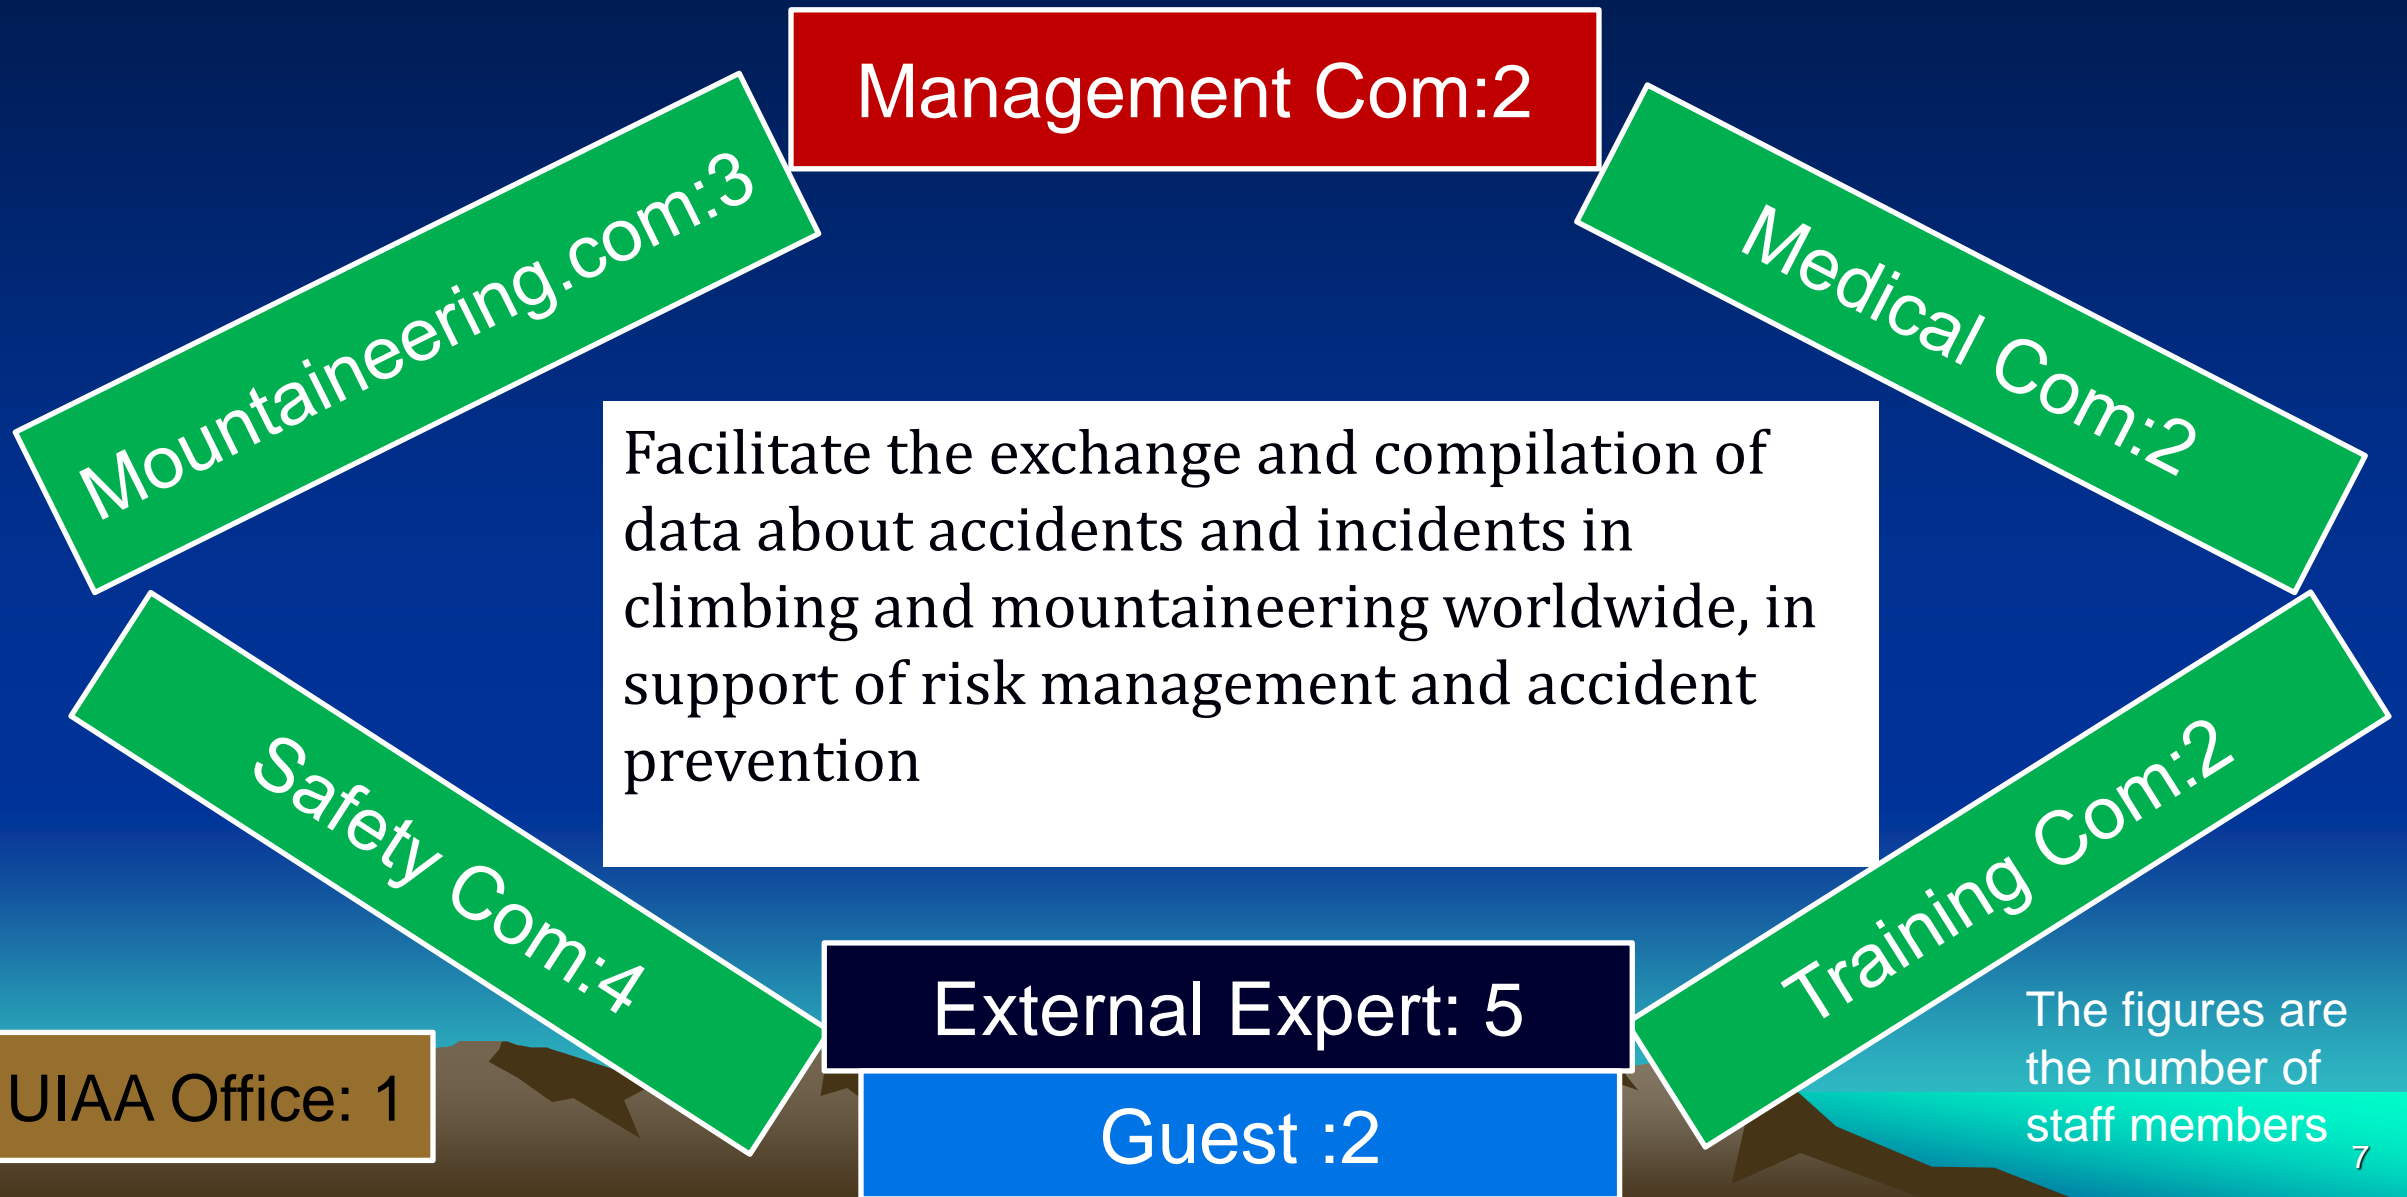 Management Com:2
Mountaineering.com:3
Medical Com:2
Facilitate the exchange and compilation of
data about accidents and incidents in
climbing and mountaineering worldwide, in
support of risk management and accident
prevention
Safety Com:4
Training Com:2
External Expert: 5
The figures are
the number of
staff members
UIAA Office: 1
Guest :2
7